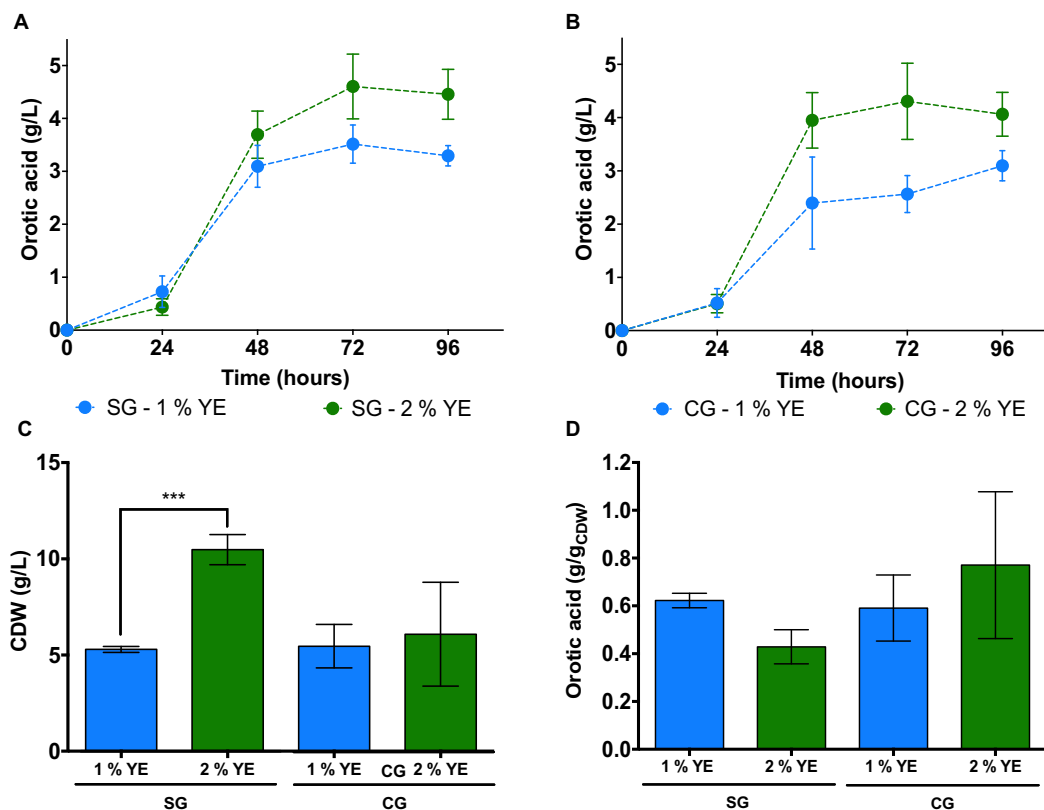 A
Orotic acid (g/L)
5
4
3
2
1
0
0 24 48 72 96
Time (hours)
SG - 1 % YE SG - 2 % YE
B
Orotic acid (g/L)
5
4
3
2
1
0
0 24 48 72 96
Time (hours)
CG - 1 % YE CG - 2 % YE
C
CDW (g/L)
15
10
5
0
***
1 % YE 2 % YE 1 % YE CG 2 % YE
SG CG
D
Orotic acid (g/gCDW)
1.2
1.0
0.8
0.6
0.4
0.2
0.0
1 % YE 2 % YE 1 % YE 2 % YE
SG CG